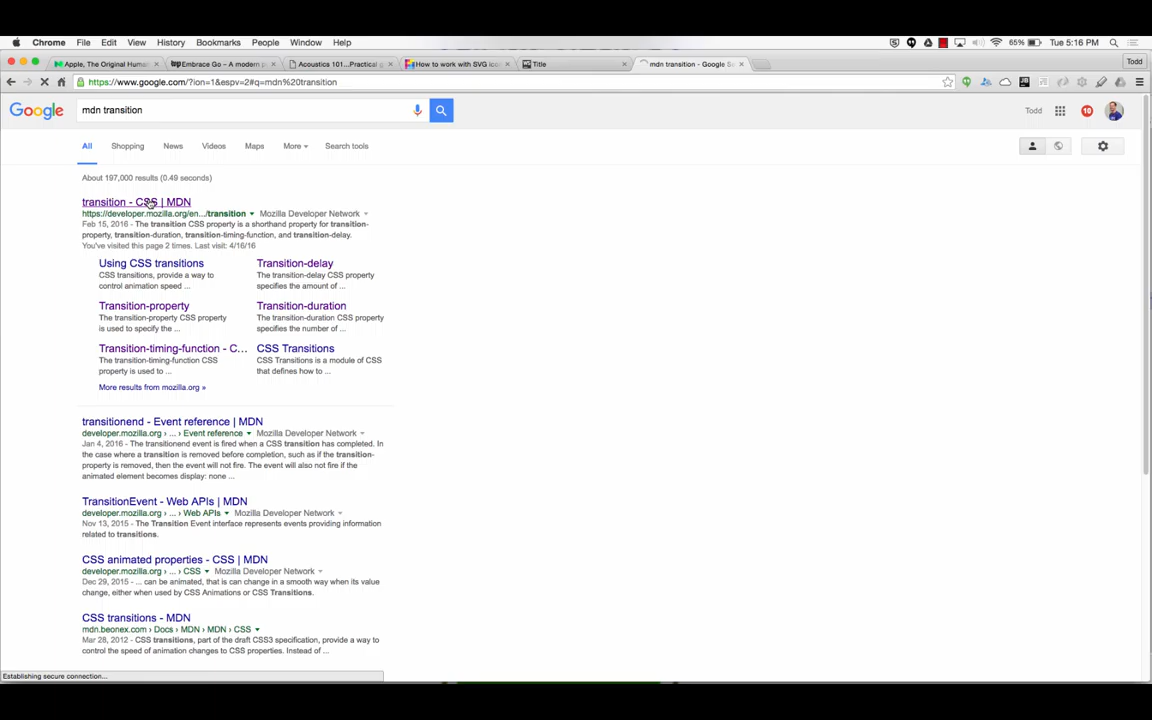 Chrome File Edit View History Bookmarks People Window Help 65% Tue 5:16 PM
Apple, The Original Human Embrace Go – A modern p Acoustics 101...Practical g How to work with SVG icon Title mdn transition - Google S Todd
https://www.google.com/?ion=1&espv=2#q=mdn%20transition
Google mdn transition Todd 10
All Shopping News Videos Maps More Search tools
About 197,000 results (0.49 seconds)
transition - CSS | MDN
https://developer.mozilla.org/en.../transition Mozilla Developer Network
Feb 15, 2016 - The transition CSS property is a shorthand property for transition-
property, transition-duration, transition-timing-function, and transition-delay.
You've visited this page 2 times. Last visit: 4/16/16
Using CSS transitions Transition-delay
CSS transitions, provide a way to The transition-delay CSS property
control animation speed ... specifies the amount of ...
Transition-property Transition-duration
The transition-property CSS property The transition-duration CSS property
is used to specify the ... specifies the number of ...
Transition-timing-function - C... CSS Transitions
The transition-timing-function CSS CSS Transitions is a module of CSS
property is used to ... that defines how to ...
More results from mozilla.org »
transitionend - Event reference | MDN
developer.mozilla.org › ... › Event reference Mozilla Developer Network
Jan 4, 2016 - The transitionend event is fired when a CSS transition has completed. In
the case where a transition is removed before completion, such as if the transition-
property is removed, then the event will not fire. The event will also not fire if the
animated element becomes display: none ...
TransitionEvent - Web APIs | MDN
developer.mozilla.org › ... › Web APIs Mozilla Developer Network
Nov 13, 2015 - The Transition Event interface represents events providing information
related to transitions.
CSS animated properties - CSS | MDN
developer.mozilla.org › ... › CSS Mozilla Developer Network
Dec 29, 2015 - ... can be animated, that is can change in a smooth way when its value
change, either when used by CSS Animations or CSS Transitions.
CSS transitions - MDN
mdn.beonex.com › Docs › MDN › MDN › CSS
Mar 28, 2012 - CSS transitions, part of the draft CSS3 specification, provide a way to
control the speed of animation changes to CSS properties. Instead of ...
Establishing secure connection...